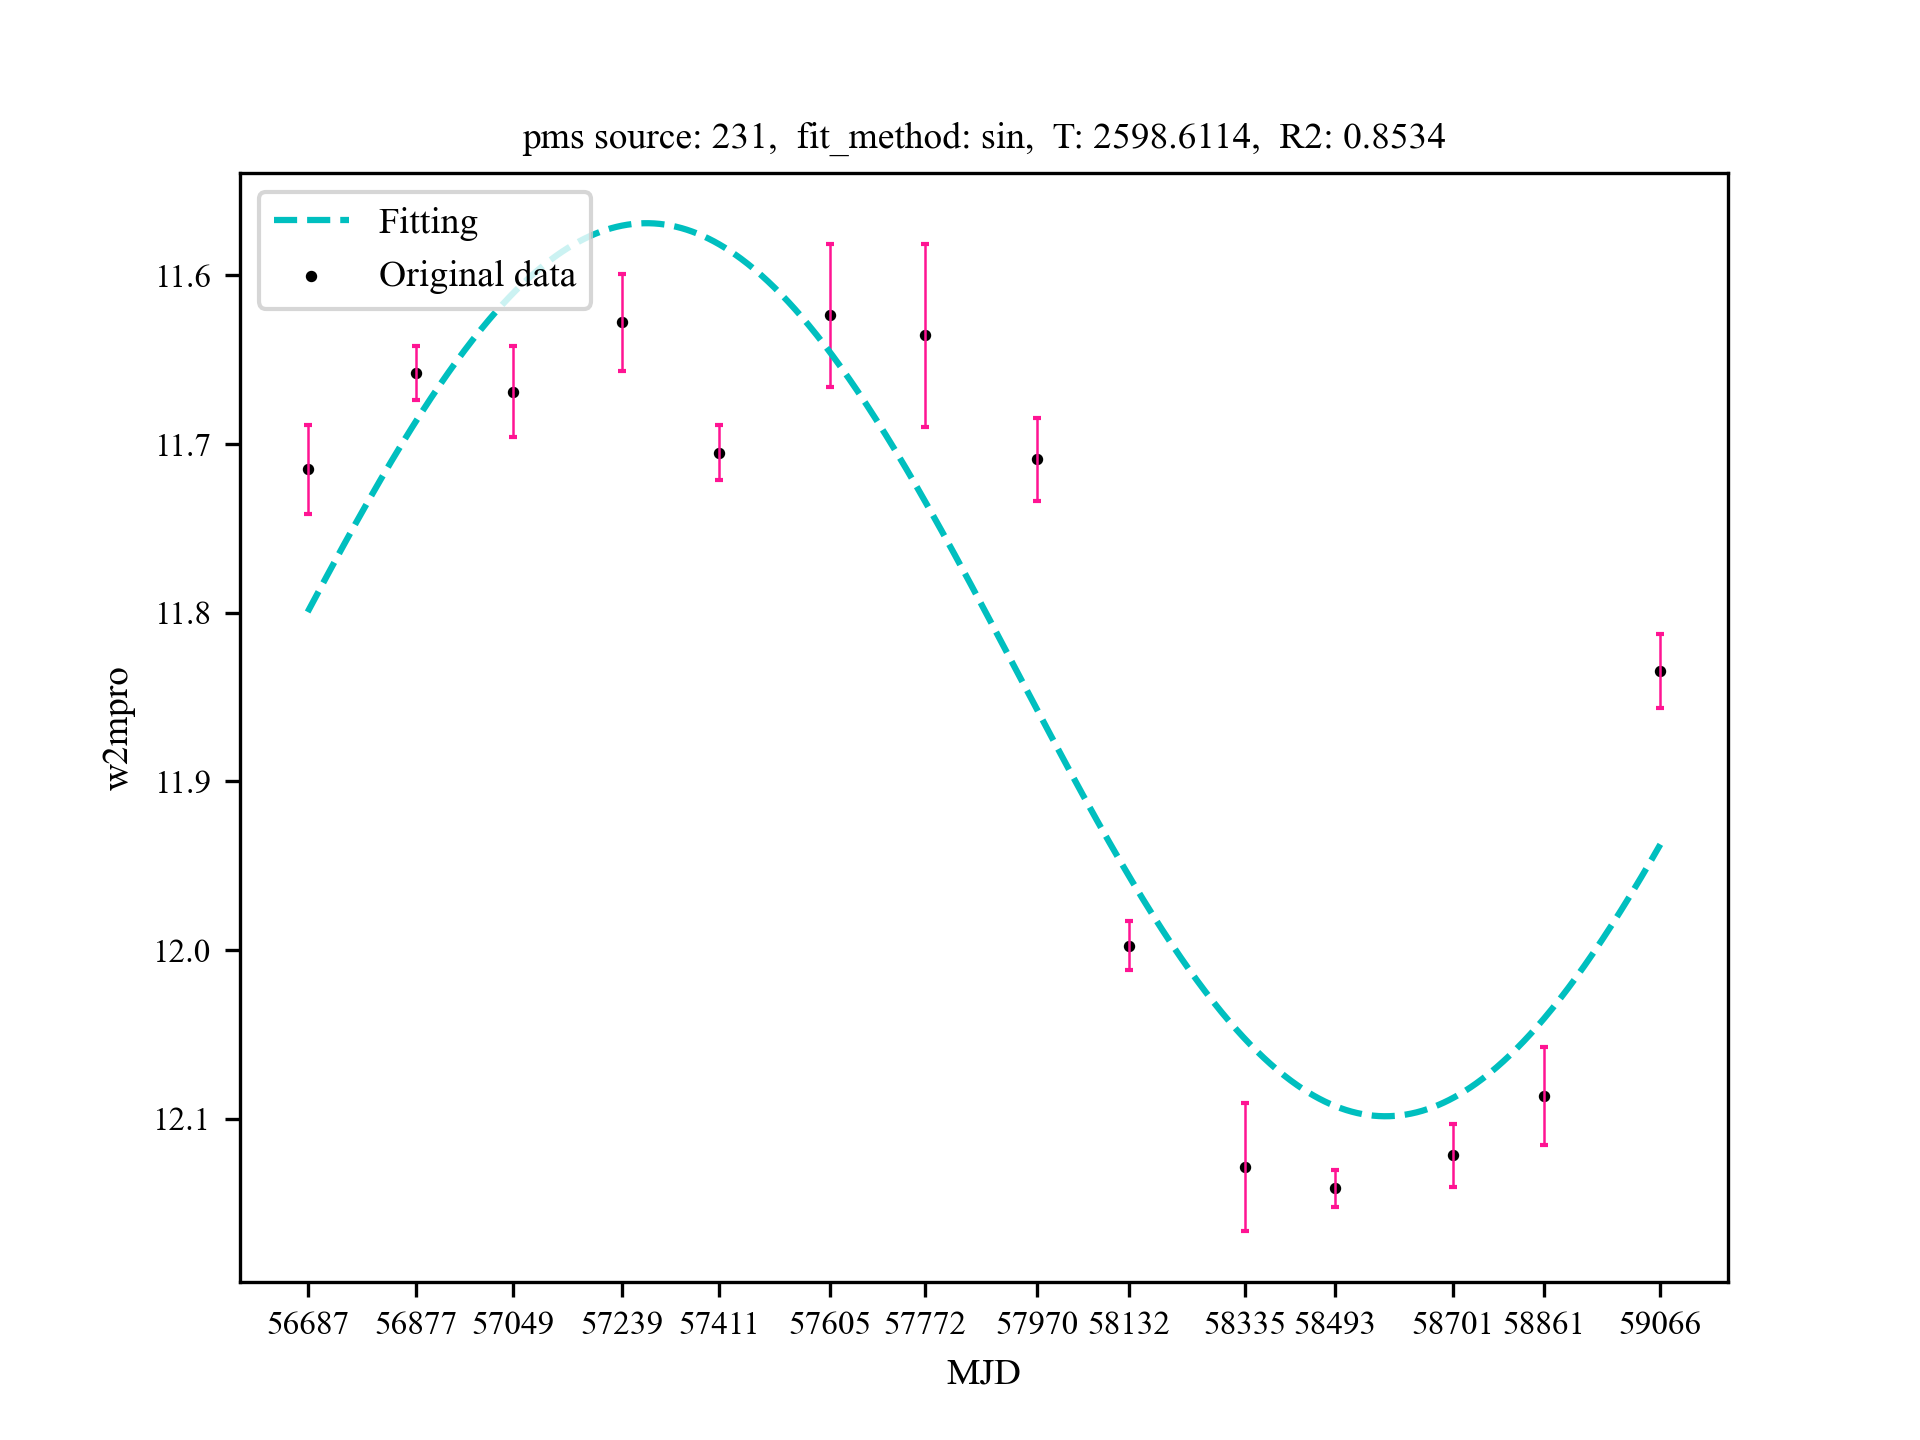 pms source: 231,  fit_method: sin,  T: 2598.6114,  R2: 0.8534
Fitting
Original data
11.6
11.7
11.8
11.9
12.0
12.1
w2mpro
56687 56877 57049 57239 57411 57605 57772 57970 58132 58335 58493 58701 58861 59066
MJD